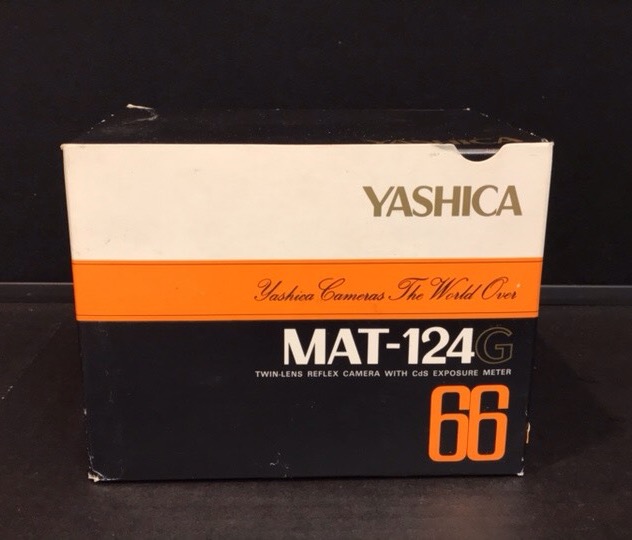 YASHICA
Yashica Cameras The World Over
MAT-124G
TWIN-LENS REFLEX CAMERA WITH CdS EXPOSURE METER
66